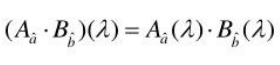 (A_â · B_b̂)(λ) = A_â(λ) · B_b̂(λ)